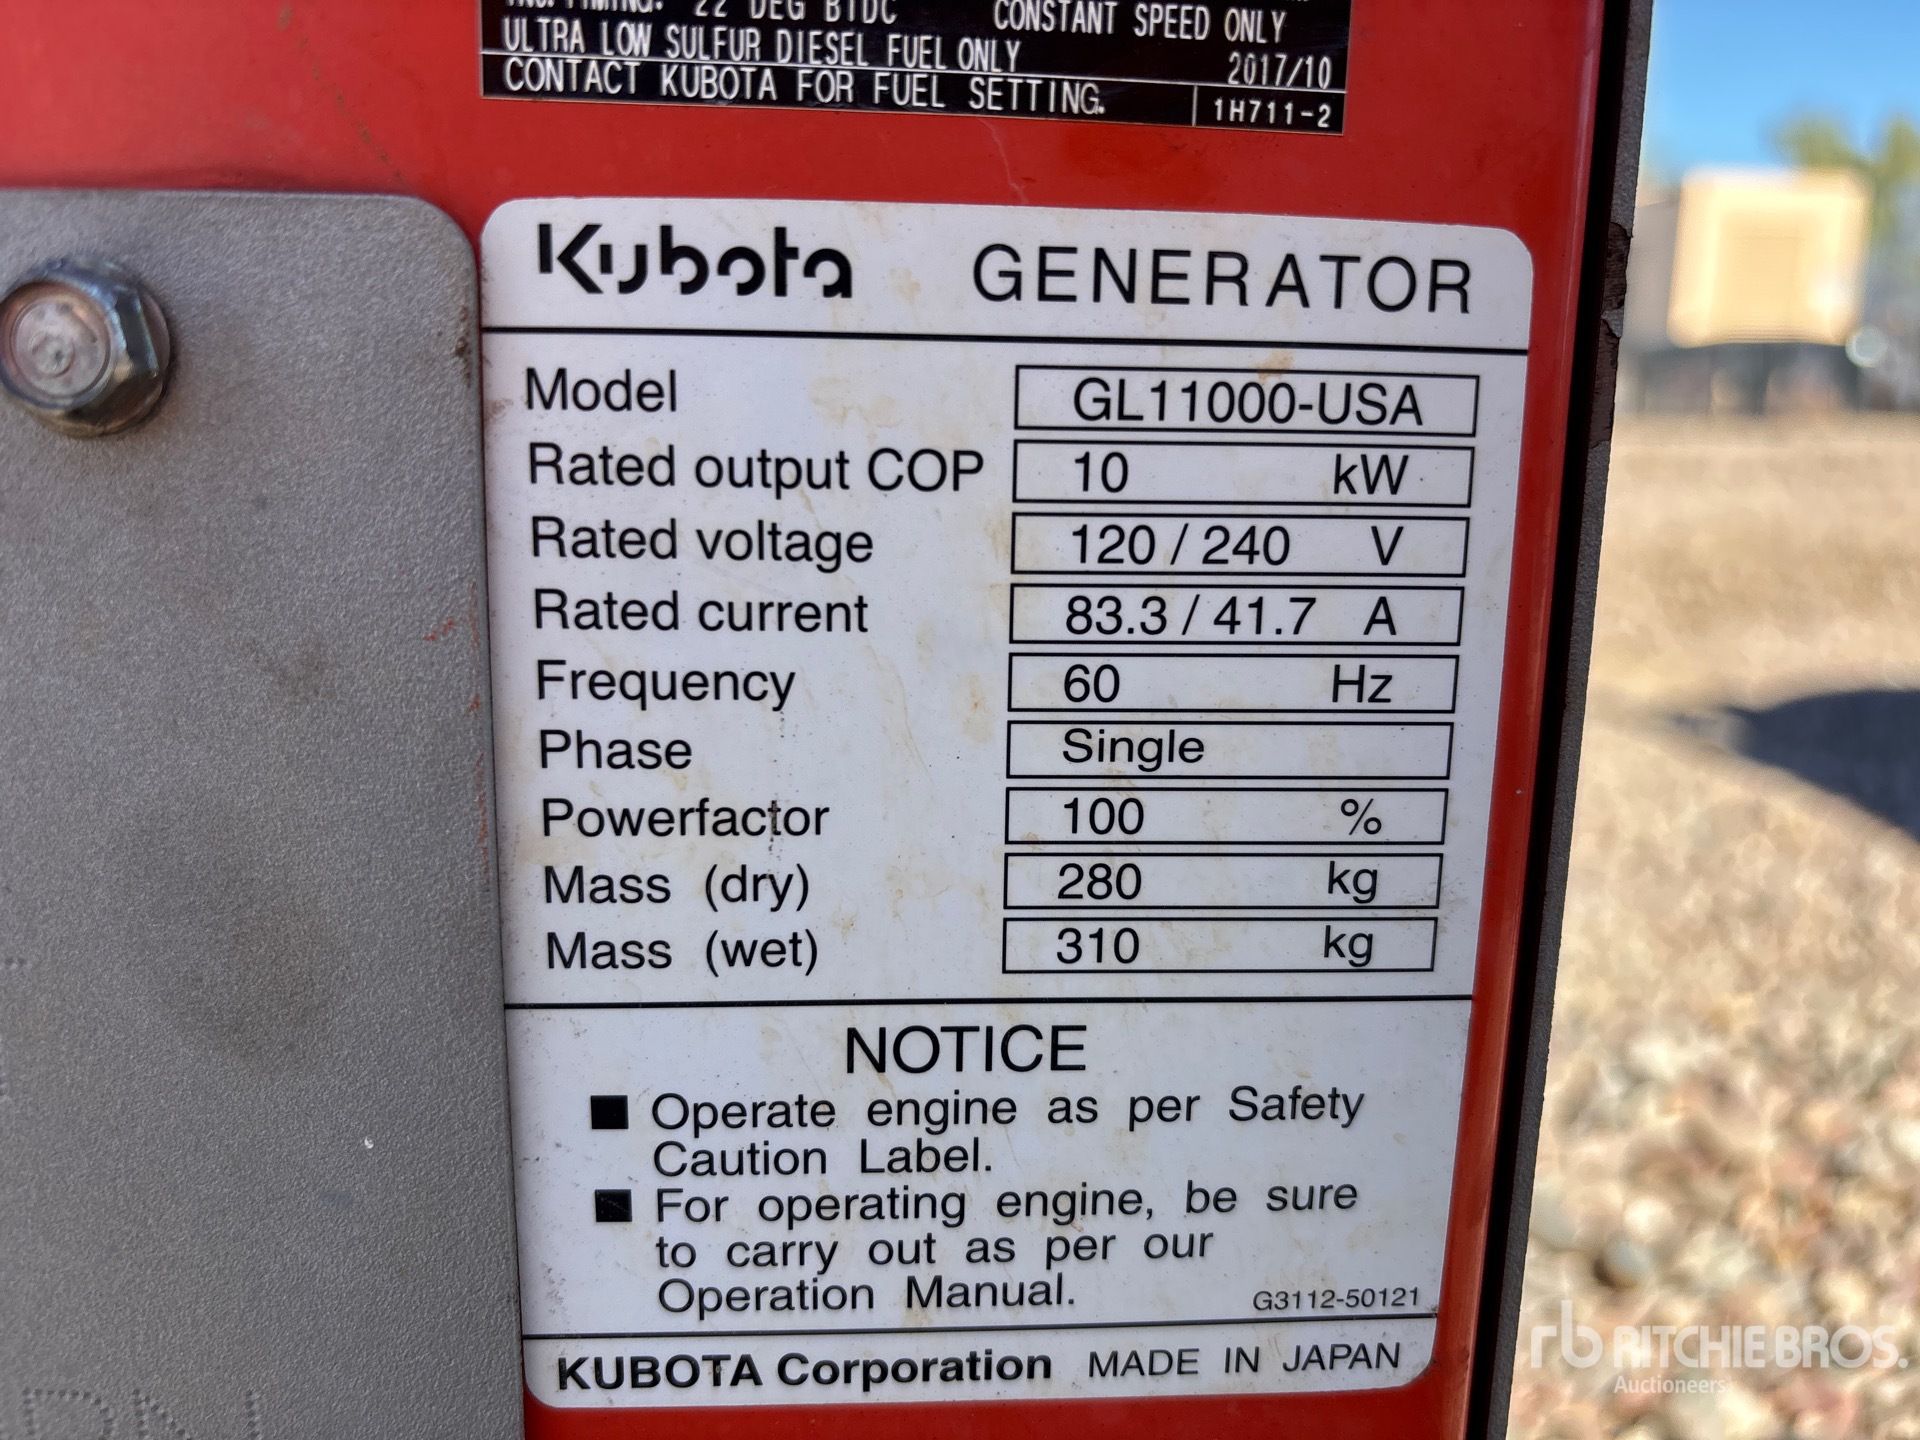 22 DEG BTDC CONSTANT SPEED ONLY
ULTRA LOW SULFUR DIESEL FUEL ONLY 2017/10
CONTACT KUBOTA FOR FUEL SETTING. 1H711-2
Kubota GENERATOR
Model GL11000-USA
Rated output COP 10 kW
Rated voltage 120 / 240 V
Rated current 83.3 / 41.7 A
Frequency 60 Hz
Phase Single
Powerfactor 100 %
Mass (dry) 280 kg
Mass (wet) 310 kg
NOTICE
■ Operate engine as per Safety
Caution Label.
■ For operating engine, be sure
to carry out as per our
Operation Manual.
G3112-50121
KUBOTA Corporation MADE IN JAPAN
rb RITCHIE BROS.
Auctioneers